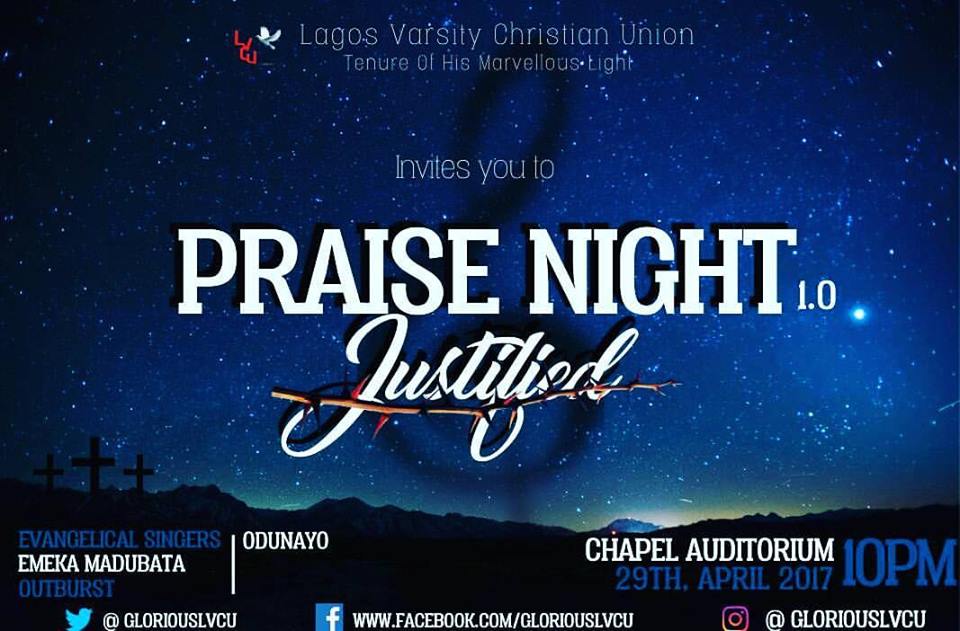 LVCU
Lagos Varsity Christian Union
Tenure Of His Marvellous Light
Invites you to
PRAISE NIGHT 1.0
Justified
EVANGELICAL SINGERS
EMEKA MADUBATA
OUTBURST
ODUNAYO
CHAPEL AUDITORIUM
29TH, APRIL 2017
10PM
@ GLORIOUSLVCU
WWW.FACEBOOK.COM/GLORIOUSLVCU
@ GLORIOUSLVCU